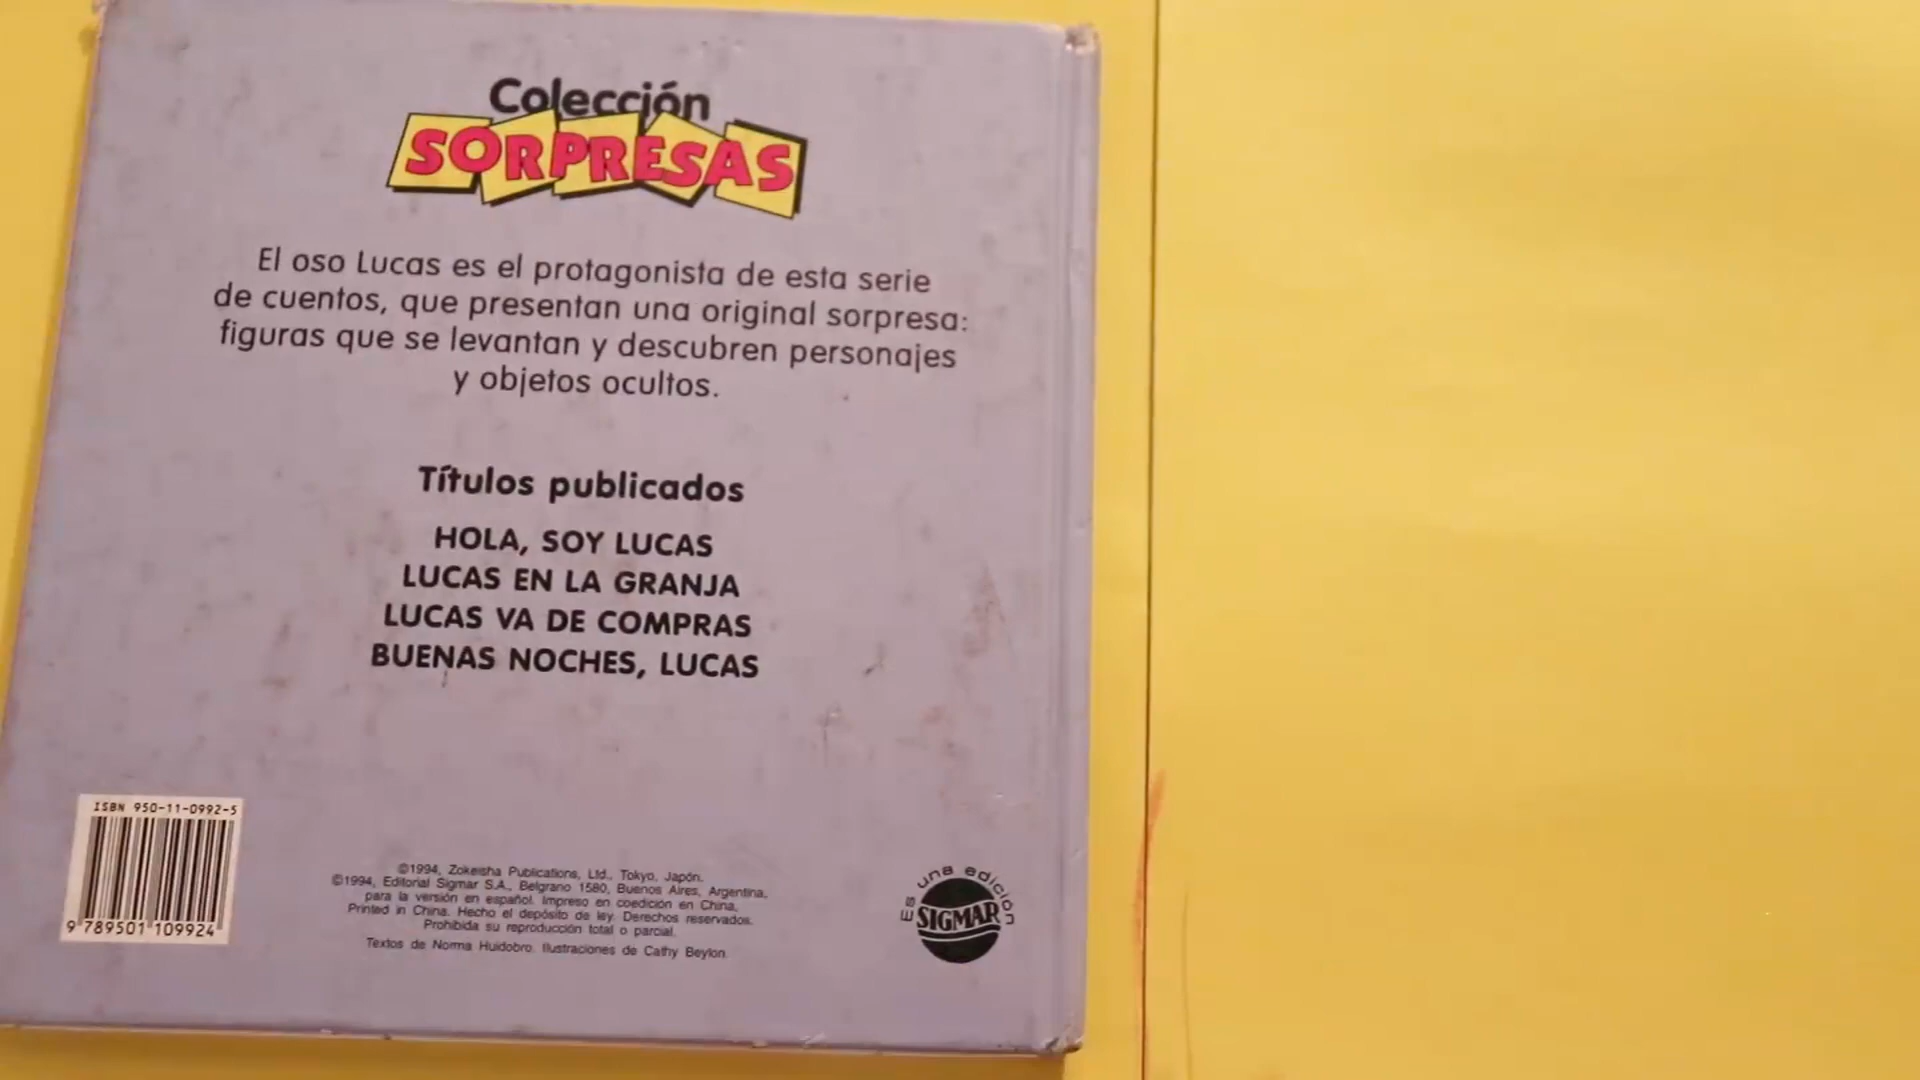 Colección
SORPRESAS
El oso Lucas es el protagonista de esta serie
de cuentos, que presentan una original sorpresa:
figuras que se levantan y descubren personajes
y objetos ocultos.
Títulos publicados
HOLA, SOY LUCAS
LUCAS EN LA GRANJA
LUCAS VA DE COMPRAS
BUENAS NOCHES, LUCAS
ISBN 950-11-0992-5
9 789501 109924
©1994, Zokeisha Publications, Ltd., Tokyo, Japón.
©1994, Editorial Sigmar S.A., Belgrano 1580, Buenos Aires, Argentina,
para la versión en español. Impreso en coedición en China.
Printed in China. Hecho el depósito de ley. Derechos reservados.
Prohibida su reproducción total o parcial.
Textos de Norma Huidobro. Ilustraciones de Cathy Beylon
Es una edición
SIGMAR